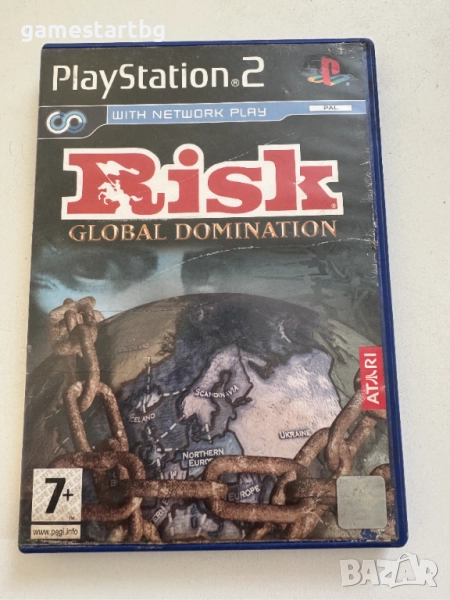 gamestartbg
PlayStation®2
WITH NETWORK PLAY
PAL
Risk
GLOBAL DOMINATION
ATARI
SCANDINAVIA
ICELAND
UKRAINE
NORTHERN
EUROPE
7+
www.pegi.info
BAZAR